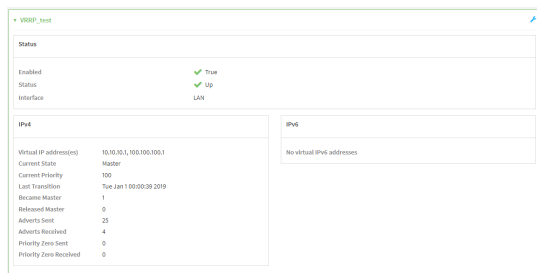 VRRP_test
Status
Enabled True
Status Up
Interface LAN
IPv4
Virtual IP address(es) 10.10.10.1, 100.100.100.1
Current State Master
Current Priority 100
Last Transition Tue Jan 1 00:00:39 2019
Became Master 1
Released Master 0
Adverts Sent 25
Adverts Received 4
Priority Zero Sent 0
Priority Zero Received 0
IPv6
No virtual IPv6 addresses